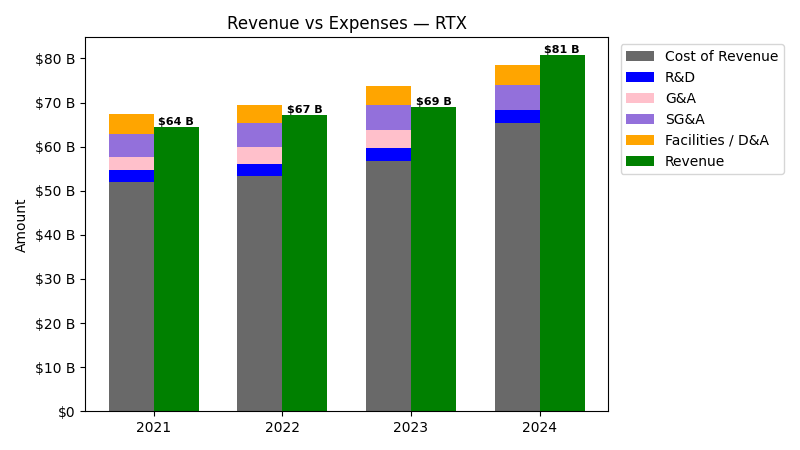 Revenue vs Expenses — RTX
Amount
$80 B
$70 B
$60 B
$50 B
$40 B
$30 B
$20 B
$10 B
$0
$64 B
$67 B
$69 B
$81 B
2021
2022
2023
2024
Cost of Revenue
R&D
G&A
SG&A
Facilities / D&A
Revenue